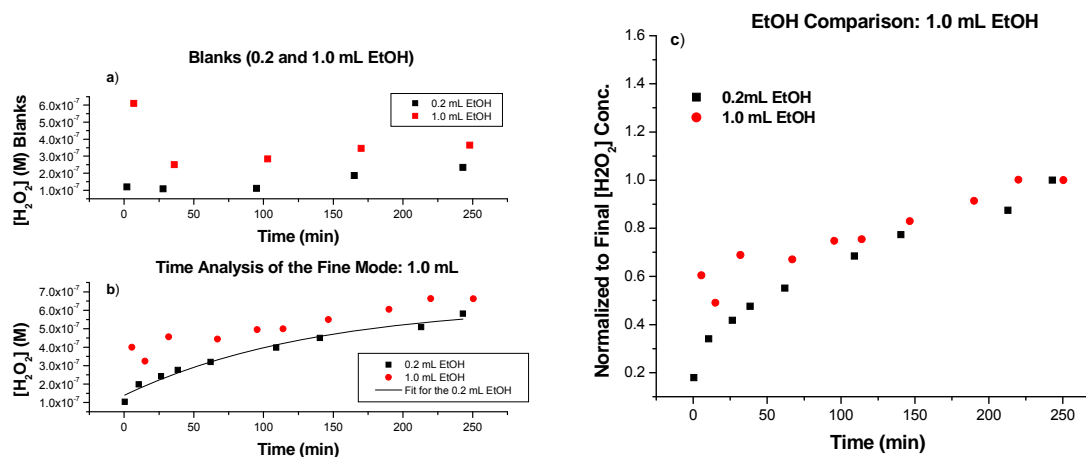 Blanks (0.2 and 1.0 mL EtOH)
a)
[H₂O₂] (M) Blanks
6.0x10⁻⁷
5.0x10⁻⁷
4.0x10⁻⁷
3.0x10⁻⁷
2.0x10⁻⁷
1.0x10⁻⁷
0.2 mL EtOH
1.0 mL EtOH
0 50 100 150 200 250
Time (min)
Time Analysis of the Fine Mode: 1.0 mL
b)
[H₂O₂] (M)
7.0x10⁻⁷
6.0x10⁻⁷
5.0x10⁻⁷
4.0x10⁻⁷
3.0x10⁻⁷
2.0x10⁻⁷
1.0x10⁻⁷
0.2 mL EtOH
1.0 mL EtOH
Fit for the 0.2 mL EtOH
0 50 100 150 200 250
Time (min)
EtOH Comparison: 1.0 mL EtOH
c)
Normalized to Final [H2O2] Conc.
1.6
1.4
1.2
1.0
0.8
0.6
0.4
0.2
0.2mL EtOH
1.0 mL EtOH
0 50 100 150 200 250
Time (min)